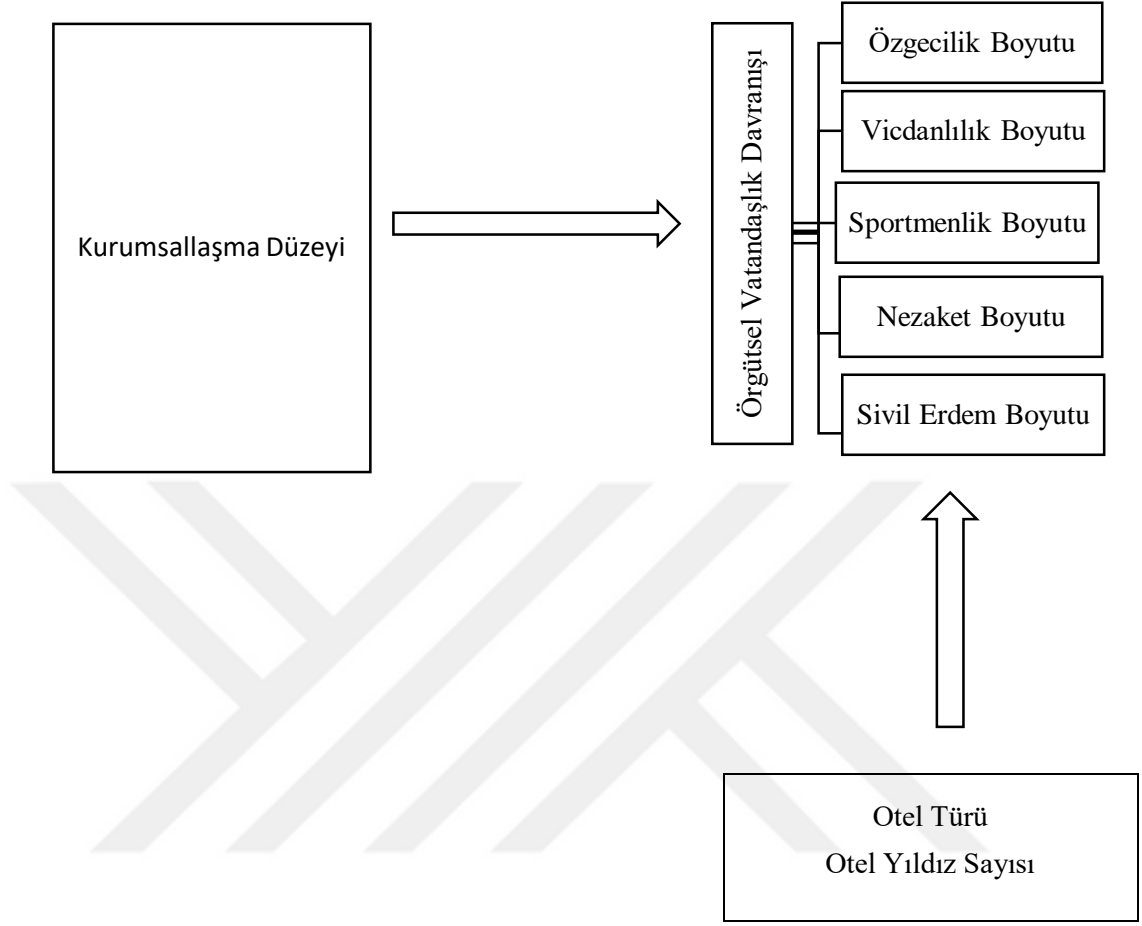 Kurumsallaşma Düzeyi
Örgütsel Vatandaşlık Davranışı
Özgecilik Boyutu
Vicdanlılık Boyutu
Sportmenlik Boyutu
Nezaket Boyutu
Sivil Erdem Boyutu
Otel Türü
Otel Yıldız Sayısı